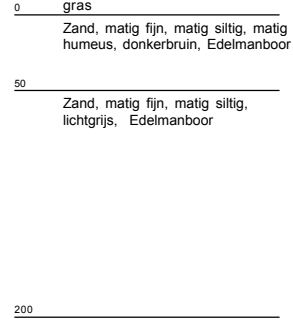 0 gras
Zand, matig fijn, matig siltig, matig
humeus, donkerbruin, Edelmanboor
50
Zand, matig fijn, matig siltig,
lichtgrijs, Edelmanboor
200